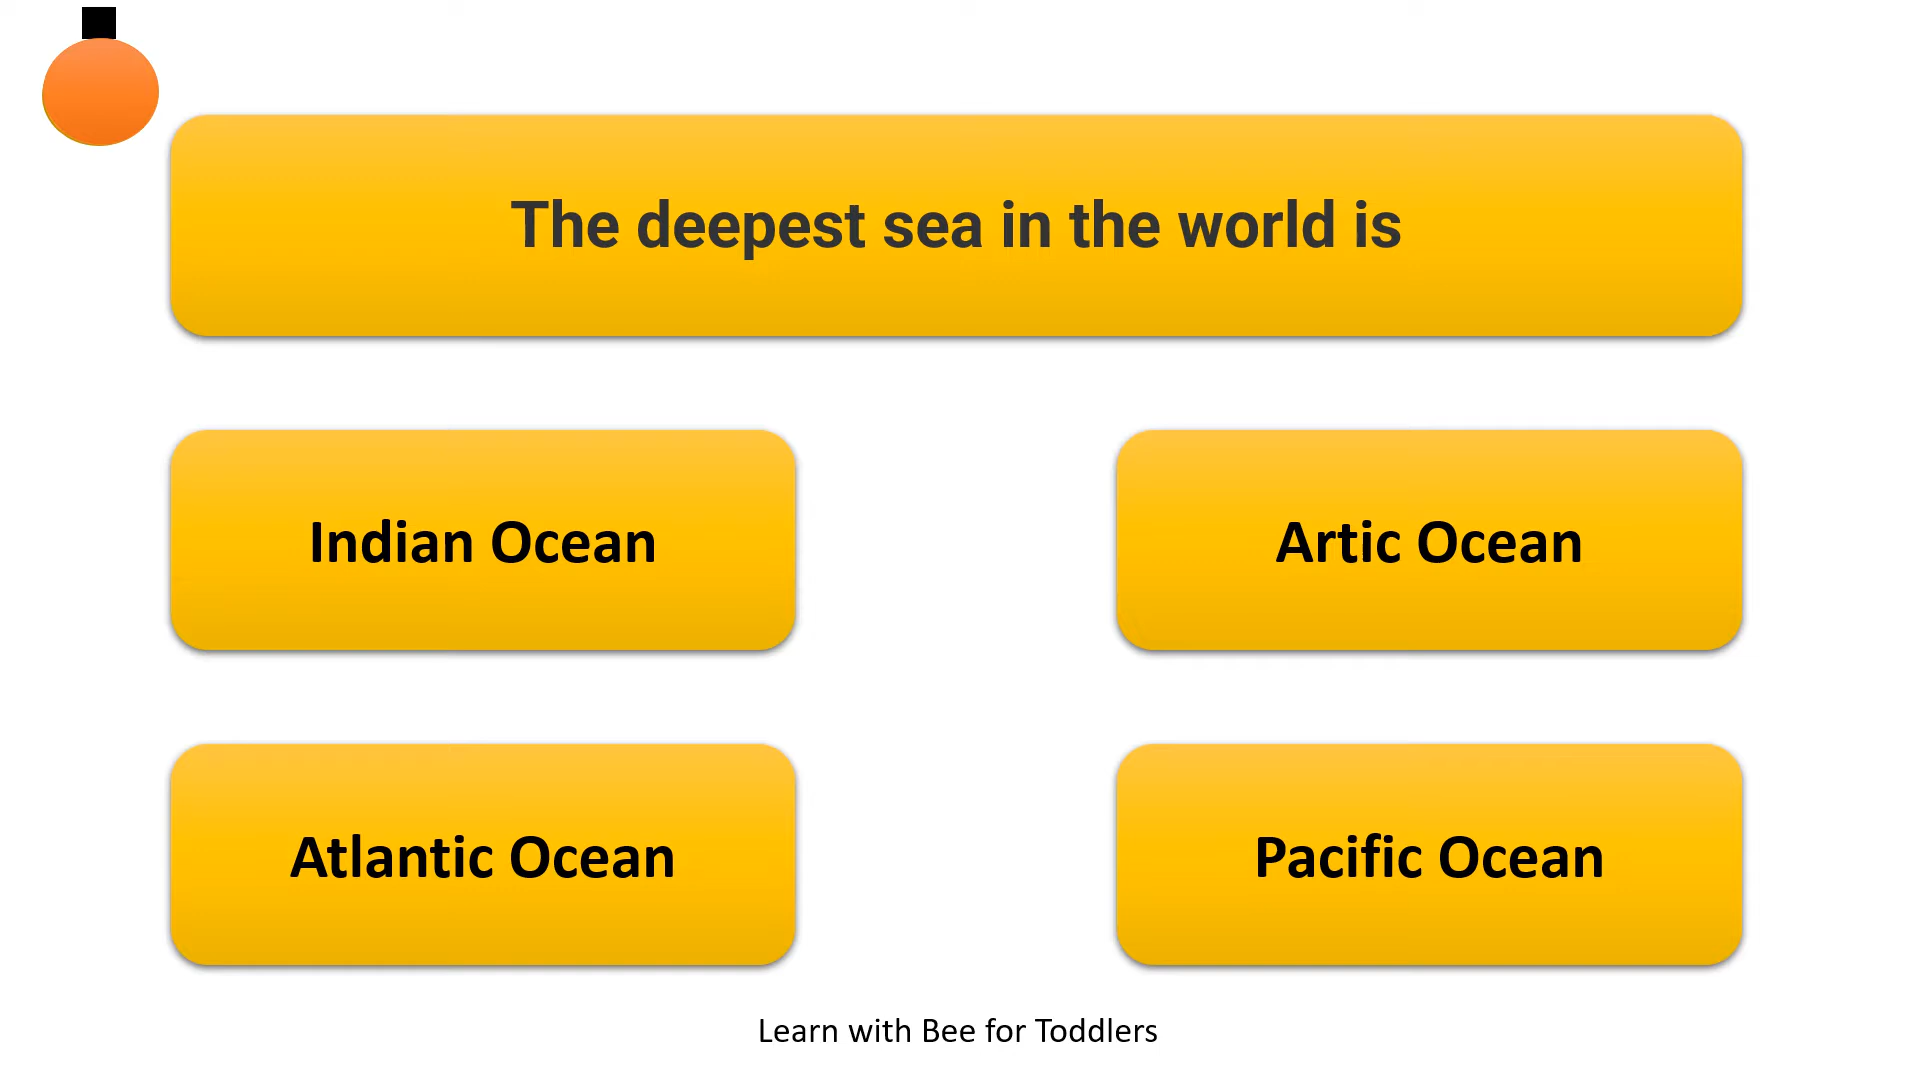 The deepest sea in the world is
Indian Ocean
Artic Ocean
Atlantic Ocean
Pacific Ocean
Learn with Bee for Toddlers